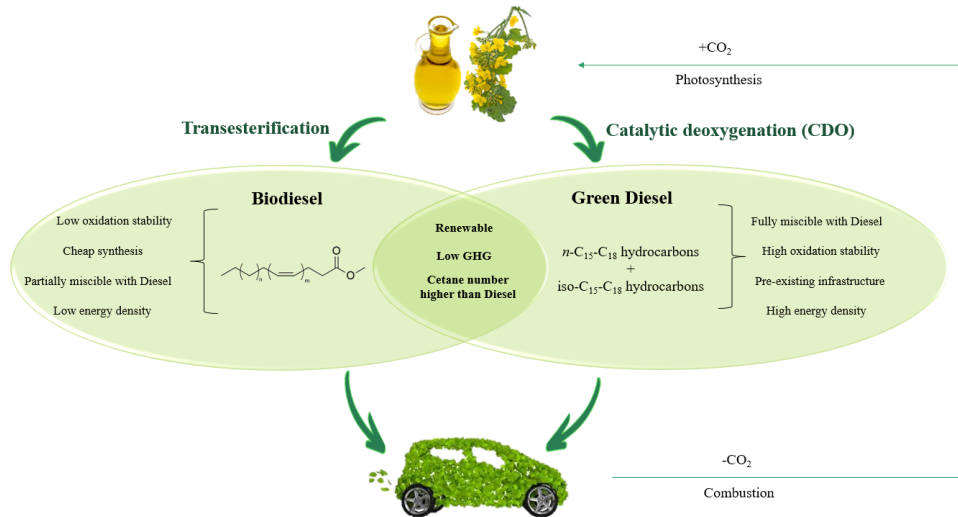 +CO₂
Photosynthesis
Transesterification
Catalytic deoxygenation (CDO)
Biodiesel
Low oxidation stability
Cheap synthesis
Partially miscible with Diesel
Low energy density
n
m
O
O
Renewable
Low GHG
Cetane number
higher than Diesel
Green Diesel
n-C₁₅-C₁₈ hydrocarbons
+
iso-C₁₅-C₁₈ hydrocarbons
Fully miscible with Diesel
High oxidation stability
Pre-existing infrastructure
High energy density
-CO₂
Combustion